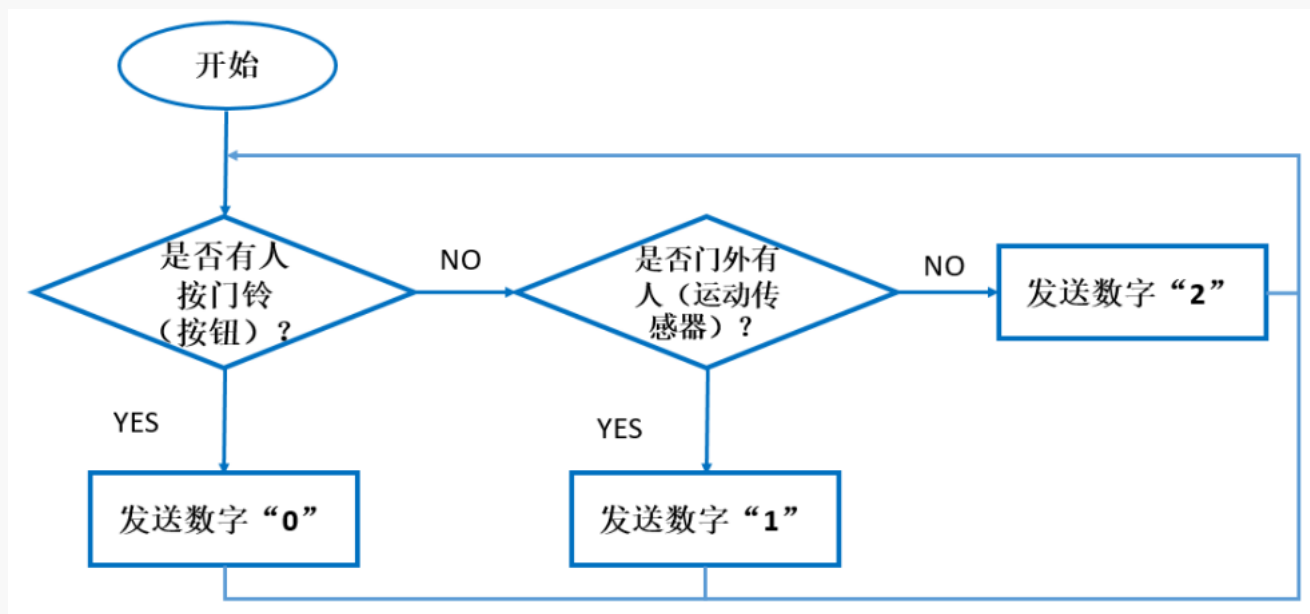 开始
是否有人
按门铃
（按钮）？
NO
是否门外有
人（运动传
感器）？
NO
发送数字“2”
YES
YES
发送数字“0”
发送数字“1”